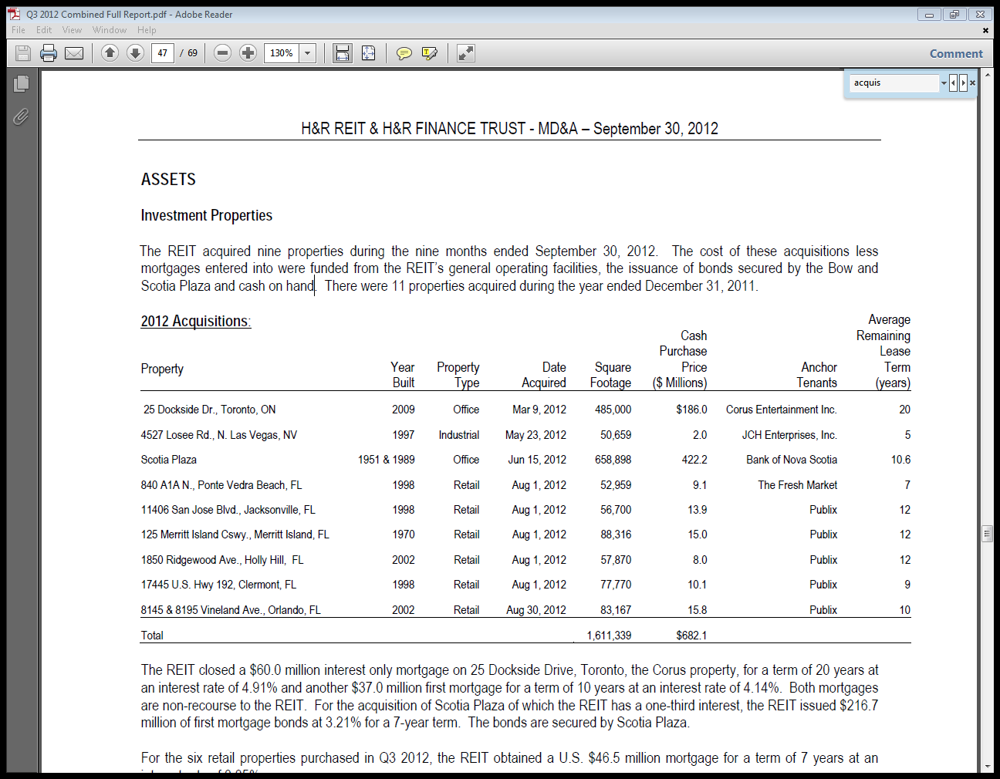 Q3 2012 Combined Full Report.pdf - Adobe Reader
File Edit View Window Help
47 / 69 130% Comment
acquis
H&R REIT & H&R FINANCE TRUST - MD&A – September 30, 2012
ASSETS
Investment Properties
The REIT acquired nine properties during the nine months ended September 30, 2012. The cost of these acquisitions less
mortgages entered into were funded from the REIT's general operating facilities, the issuance of bonds secured by the Bow and
Scotia Plaza and cash on hand. There were 11 properties acquired during the year ended December 31, 2011.
2012 Acquisitions:
Property Year Built Property Type Date Acquired Square Footage Cash Purchase Price ($ Millions) Anchor Tenants Average Remaining Lease Term (years)
25 Dockside Dr., Toronto, ON 2009 Office Mar 9, 2012 485,000 $186.0 Corus Entertainment Inc. 20
4527 Losee Rd., N. Las Vegas, NV 1997 Industrial May 23, 2012 50,659 2.0 JCH Enterprises, Inc. 5
Scotia Plaza 1951 & 1989 Office Jun 15, 2012 658,898 422.2 Bank of Nova Scotia 10.6
840 A1A N., Ponte Vedra Beach, FL 1998 Retail Aug 1, 2012 52,959 9.1 The Fresh Market 7
11406 San Jose Blvd., Jacksonville, FL 1998 Retail Aug 1, 2012 56,700 13.9 Publix 12
125 Merritt Island Cswy., Merritt Island, FL 1970 Retail Aug 1, 2012 88,316 15.0 Publix 12
1850 Ridgewood Ave., Holly Hill, FL 2002 Retail Aug 1, 2012 57,870 8.0 Publix 12
17445 U.S. Hwy 192, Clermont, FL 1998 Retail Aug 1, 2012 77,770 10.1 Publix 9
8145 & 8195 Vineland Ave., Orlando, FL 2002 Retail Aug 30, 2012 83,167 15.8 Publix 10
Total 1,611,339 $682.1
The REIT closed a $60.0 million interest only mortgage on 25 Dockside Drive, Toronto, the Corus property, for a term of 20 years at
an interest rate of 4.91% and another $37.0 million first mortgage for a term of 10 years at an interest rate of 4.14%. Both mortgages
are non-recourse to the REIT. For the acquisition of Scotia Plaza of which the REIT has a one-third interest, the REIT issued $216.7
million of first mortgage bonds at 3.21% for a 7-year term. The bonds are secured by Scotia Plaza.
For the six retail properties purchased in Q3 2012, the REIT obtained a U.S. $46.5 million mortgage for a term of 7 years at an